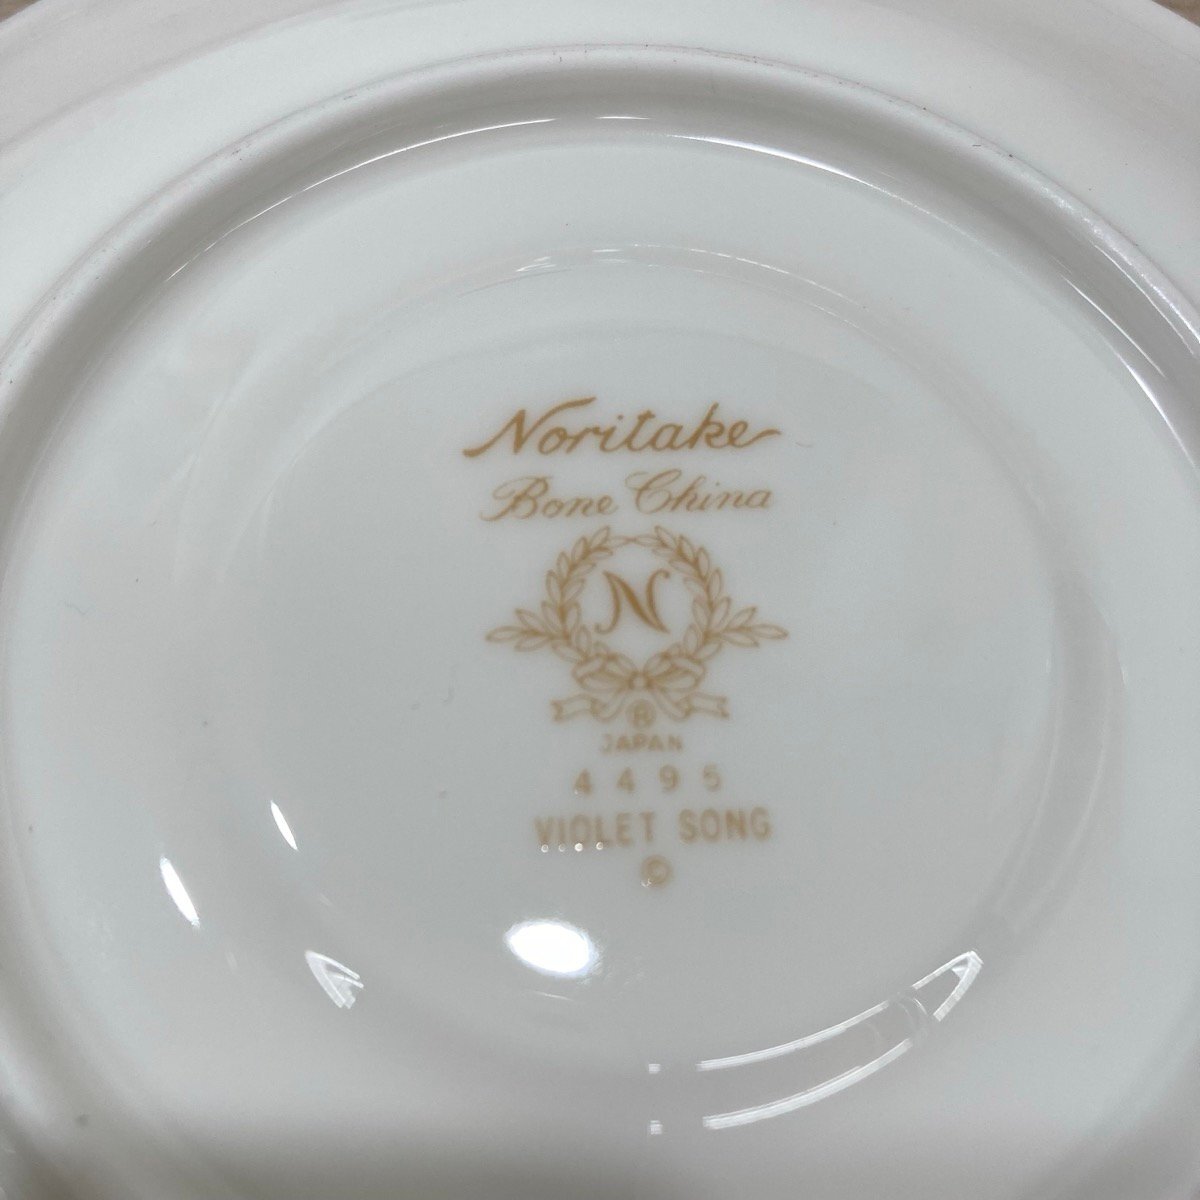 Noritake
Bone China
N
®
JAPAN
4495
VIOLET SONG
©